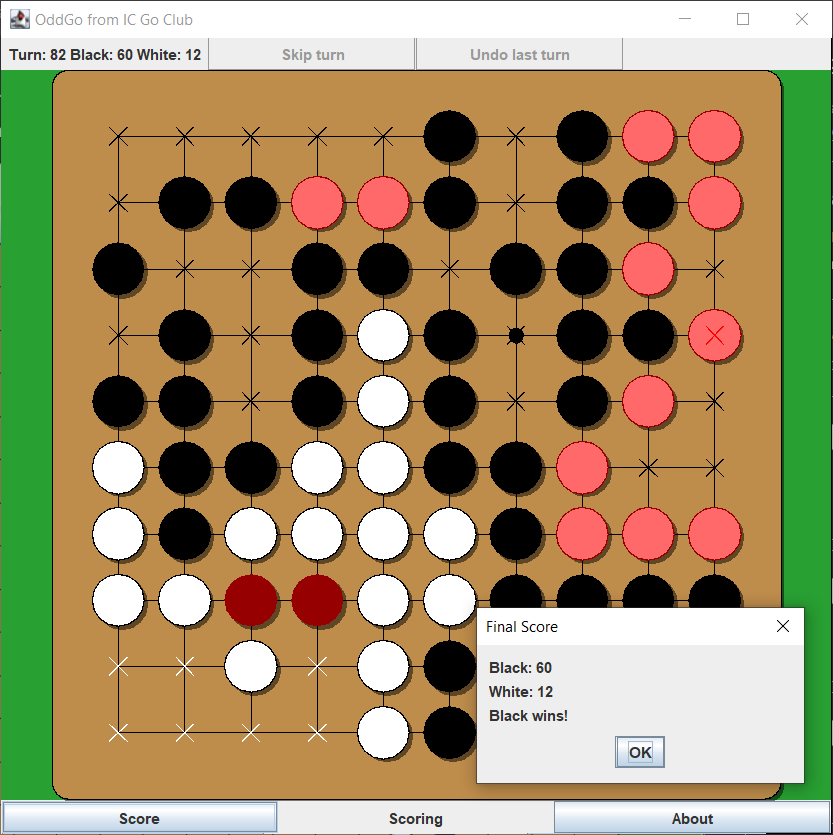 OddGo from IC Go Club
Turn: 82 Black: 60 White: 12
Skip turn
Undo last turn
Final Score
Black: 60
White: 12
Black wins!
OK
Score
Scoring
About